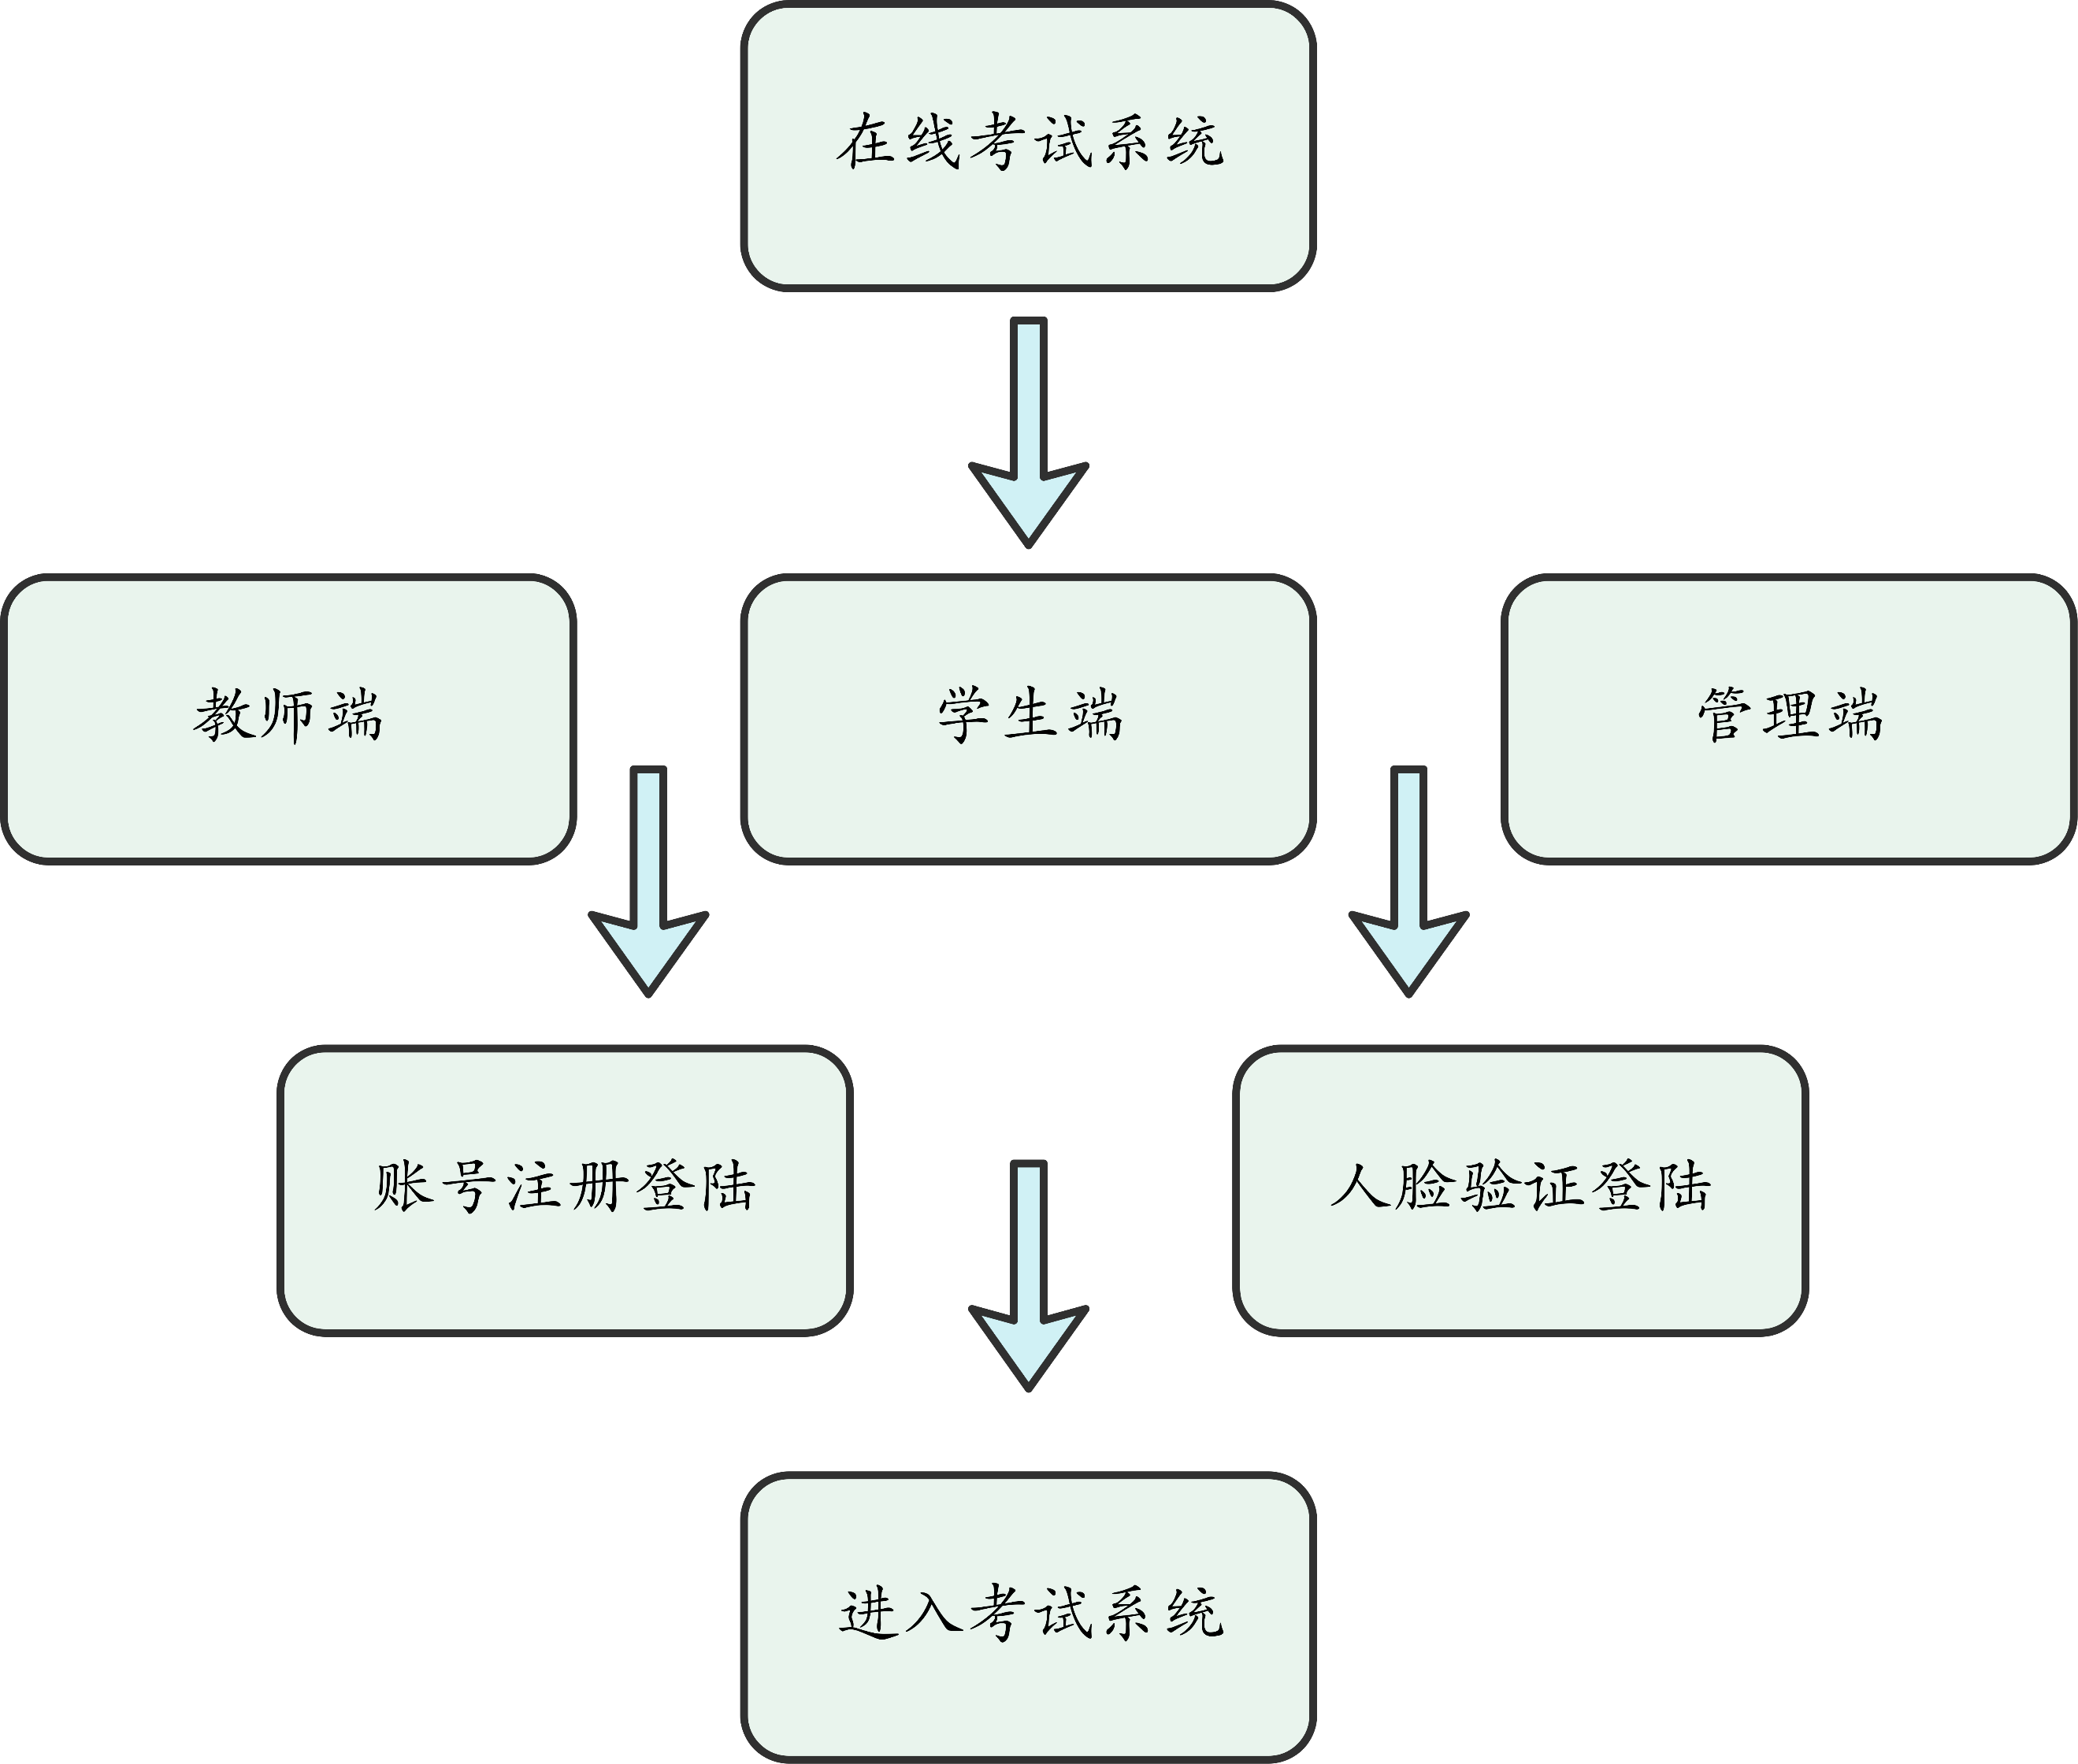 在线考试系统
教师端
学生端
管理端
账号注册登陆
人脸验证登陆
进入考试系统